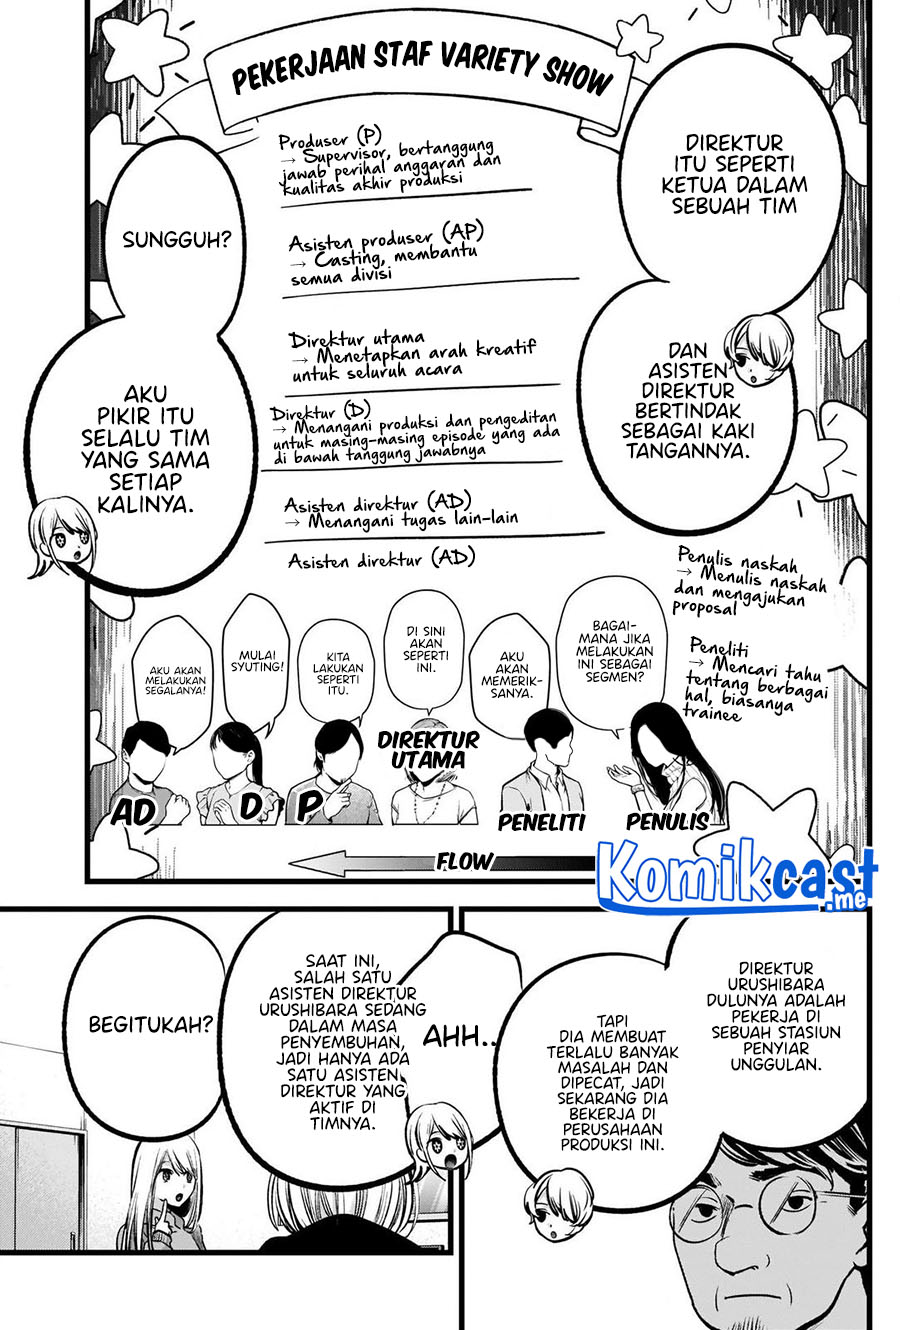 PEKERJAAN STAF VARIETY SHOW
DIREKTUR
ITU SEPERTI
KETUA DALAM
SEBUAH TIM
DAN
ASISTEN
DIREKTUR
BERTINDAK
SEBAGAI KAKI
TANGANNYA.
SUNGGUH?
AKU
PIKIR ITU
SELALU TIM
YANG SAMA
SETIAP
KALINYA.
Produser (P)
→ Supervisor, bertanggung
jawab perihal anggaran dan
kualitas akhir produksi
Asisten produser (AP)
→ Casting, membantu
semua divisi
Direktur utama
→ Menetapkan arah kreatif
untuk seluruh acara
Direktur (D)
→ Menangani produksi dan pengeditan
untuk masing-masing episode yang ada
di bawah tanggung jawabnya
Asisten direktur (AD)
→ Menangani tugas lain-lain
Asisten direktur (AD)
Penulis naskah
→ Menulis naskah
dan mengajukan
proposal
Peneliti
→ Mencari tahu
tentang berbagai
hal, biasanya
trainee
BAGAI-
MANA JIKA
MELAKUKAN
INI SEBAGAI
SEGMEN?
AKU
AKAN
MEMERIK-
SANYA.
DI SINI
AKAN
SEPERTI
INI.
KITA
LAKUKAN
SEPERTI
ITU.
MULAI
SYUTING!
AKU AKAN
MELAKUKAN
SEGALANYA!
AD
D
P
DIREKTUR
UTAMA
PENELITI
PENULIS
FLOW
Komikcast
.me
DIREKTUR
URUSHIBARA
DULUNYA ADALAH
PEKERJA DI
SEBUAH STASIUN
PENYIAR
UNGGULAN.
TAPI
DIA MEMBUAT
TERLALU BANYAK
MASALAH DAN
DIPECAT, JADI
SEKARANG DIA
BEKERJA DI
PERUSAHAAN
PRODUKSI INI.
AHH..
SAAT INI,
SALAH SATU
ASISTEN DIREKTUR
URUSHIBARA SEDANG
DALAM MASA
PENYEMBUHAN,
JADI HANYA ADA
SATU ASISTEN
DIREKTUR YANG
AKTIF DI
TIMNYA.
BEGITUKAH?